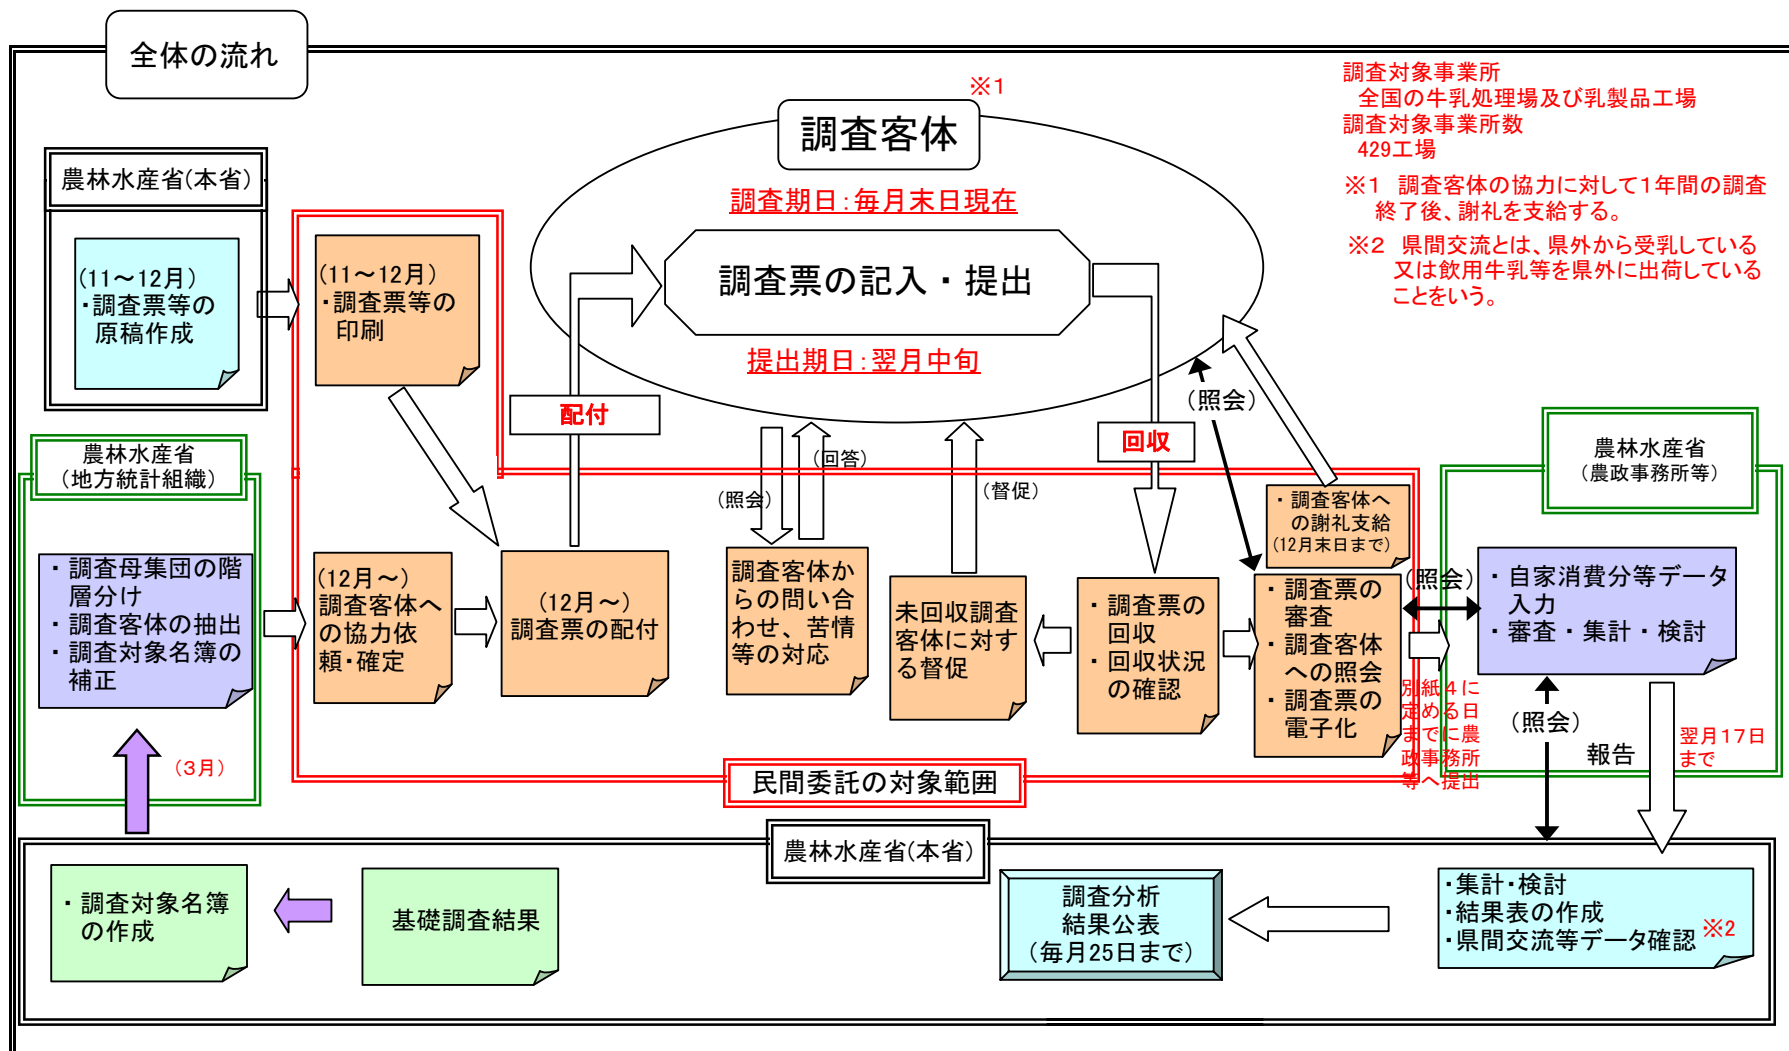 全体の流れ
※1
調査対象事業所
全国の牛乳処理場及び乳製品工場
調査対象事業所数
429工場
※1 調査客体の協力に対して1年間の調査
終了後、謝礼を支給する。
※2 県間交流とは、県外から受乳している
又は飲用牛乳等を県外に出荷している
ことをいう。
調査客体
調査期日:毎月末日現在
調査票の記入・提出
提出期日:翌月中旬
農林水産省(本省)
(11～12月)
・調査票等の
原稿作成
(11～12月)
・調査票等の
印刷
配付
回収
(照会)
(回答)
(照会)
(督促)
農林水産省
(地方統計組織)
・調査母集団の階
層分け
・調査客体の抽出
・調査対象名簿の
補正
(3月)
(12月～)
調査客体へ
の協力依
頼・確定
(12月～)
調査票の配付
調査客体か
らの問い合
わせ、苦情
等の対応
未回収調査
客体に対す
る督促
・調査票の
回収
・回収状況
の確認
・調査客体へ
の謝礼支給
(12月末日まで)
・調査票の
審査
・調査客体
への照会
・調査票の
電子化
民間委託の対象範囲
農林水産省
(農政事務所等)
(照会)
・自家消費分等データ
入力
・審査・集計・検討
別紙4に
定める日
までに農
政事務所
等へ提出
(照会)
報告
翌月17日
まで
農林水産省(本省)
・調査対象名簿
の作成
基礎調査結果
調査分析
結果公表
(毎月25日まで)
・集計・検討
・結果表の作成
・県間交流等データ確認※2